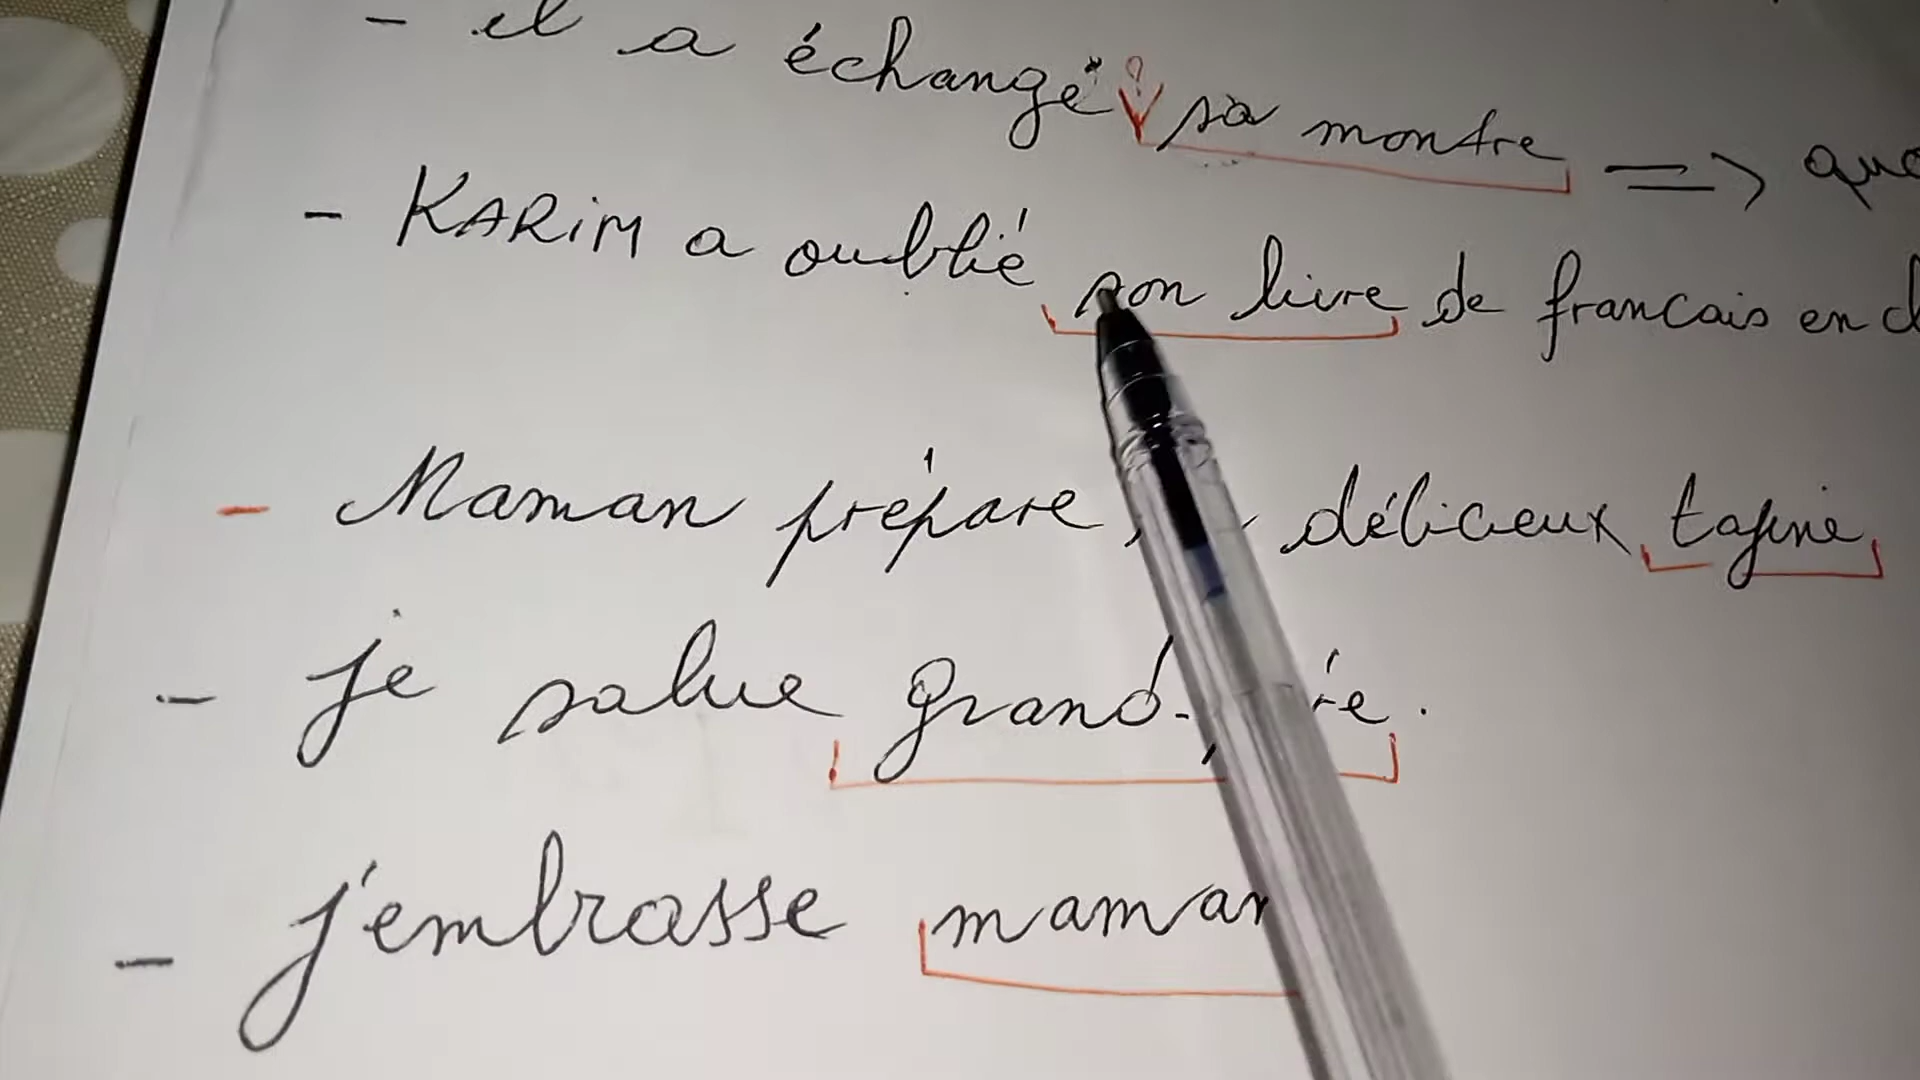 - il a échangé ? sa montre => quo
- KARiM a oublié son livre de francais en cl
- Maman prépare délicieux tajine
- je salue grand-
- j'embrasse maman